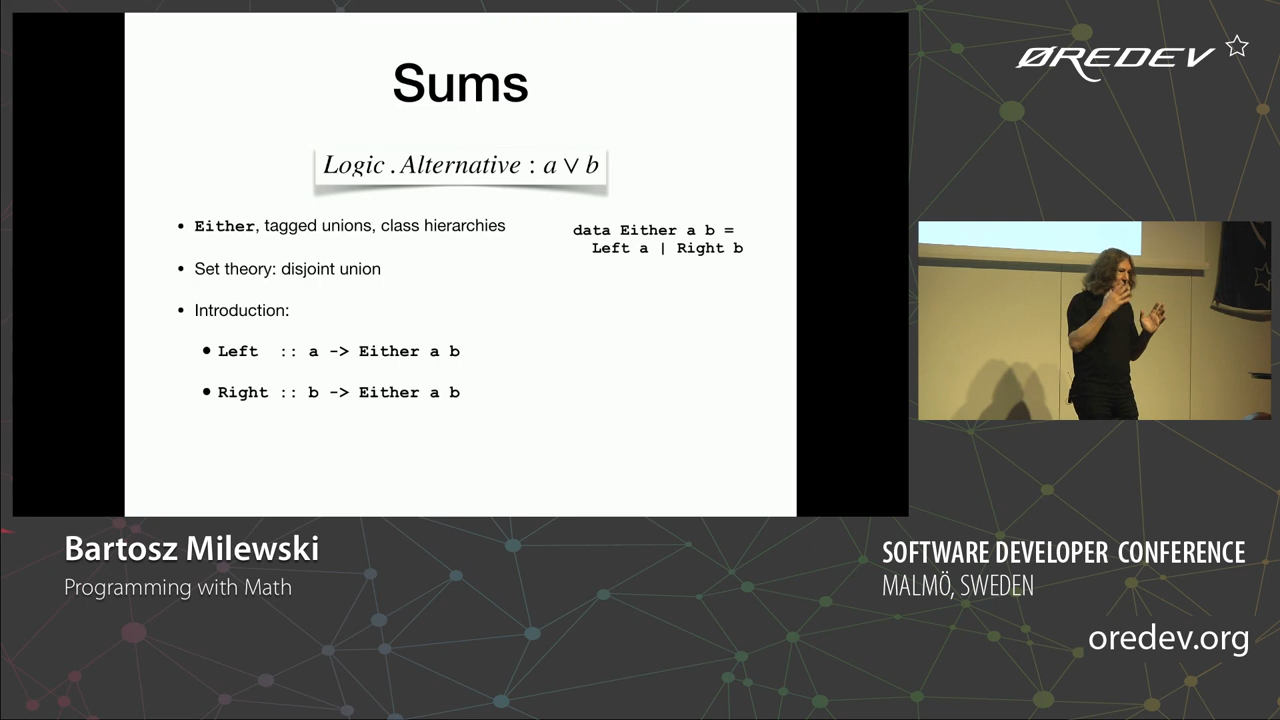 Sums
Logic . Alternative : a ∨ b
• Either, tagged unions, class hierarchies
• Set theory: disjoint union
• Introduction:
• Left :: a -> Either a b
• Right :: b -> Either a b
data Either a b =
Left a | Right b
ØREDEV
Bartosz Milewski
Programming with Math
SOFTWARE DEVELOPER CONFERENCE
MALMÖ, SWEDEN
oredev.org